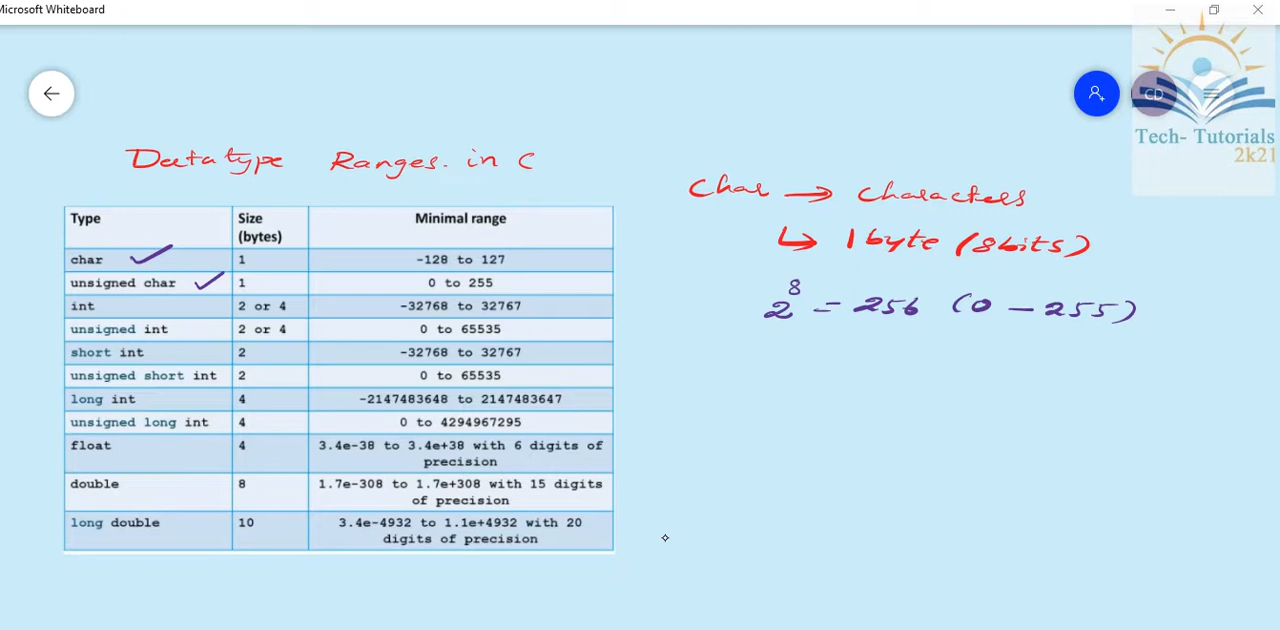 Microsoft Whiteboard
CD
Tech- Tutorials
2k21
Datatype Ranges. in C
Type Size (bytes) Minimal range
char 1 -128 to 127
unsigned char 1 0 to 255
int 2 or 4 -32768 to 32767
unsigned int 2 or 4 0 to 65535
short int 2 -32768 to 32767
unsigned short int 2 0 to 65535
long int 4 -2147483648 to 2147483647
unsigned long int 4 0 to 4294967295
float 4 3.4e-38 to 3.4e+38 with 6 digits of
precision
double 8 1.7e-308 to 1.7e+308 with 15 digits
of precision
long double 10 3.4e-4932 to 1.1e+4932 with 20
digits of precision
Char → Characters
↳ 1 byte (8 bits)
2⁸ = 256 (0 - 255)